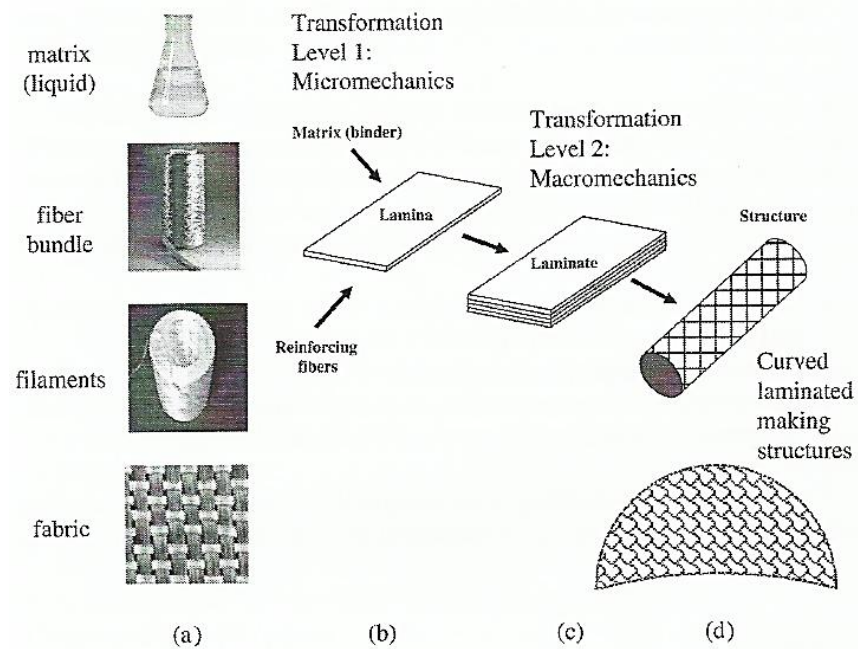 matrix
(liquid)
fiber
bundle
filaments
fabric
Transformation
Level 1:
Micromechanics
Matrix (binder)
Lamina
Reinforcing
fibers
Transformation
Level 2:
Macromechanics
Laminate
Structure
Curved
laminated
making
structures
(a)
(b)
(c)
(d)